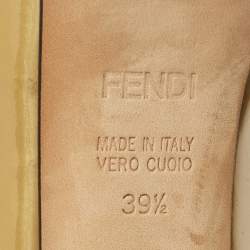 FENDI
MADE IN ITALY
VERO CUOIO
39½